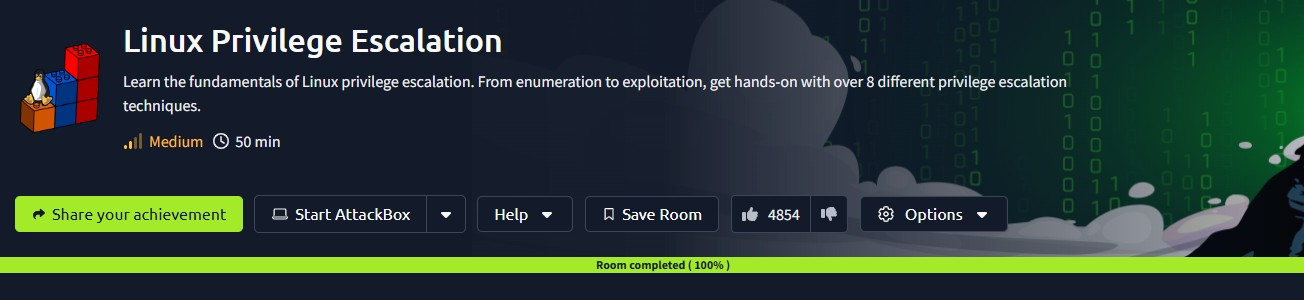 Linux Privilege Escalation
Learn the fundamentals of Linux privilege escalation. From enumeration to exploitation, get hands-on with over 8 different privilege escalation
techniques.
Medium 50 min
Share your achievement Start AttackBox Help Save Room 4854 Options
Room completed ( 100% )